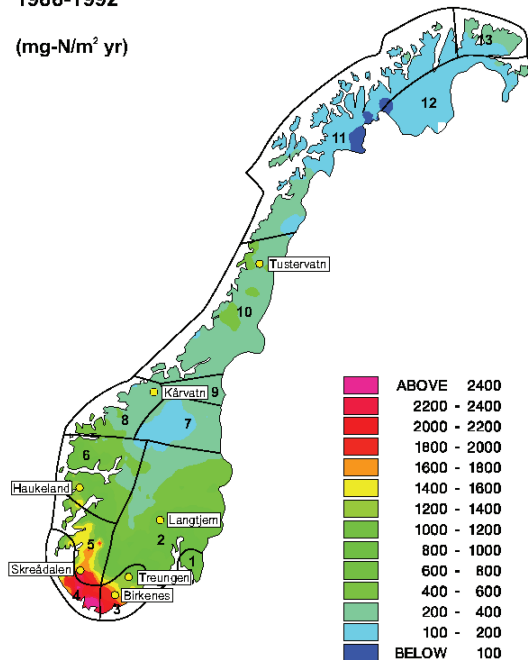 (mg-N/m² yr)
13
12
11
Tustervatn
10
9
Kårvatn
8
7
6
Haukeland
Langtjern
2
5
1
Skreådalen
Treungen
4
Birkenes
3
ABOVE 2400
2200 - 2400
2000 - 2200
1800 - 2000
1600 - 1800
1400 - 1600
1200 - 1400
1000 - 1200
800 - 1000
600 - 800
400 - 600
200 - 400
100 - 200
BELOW 100